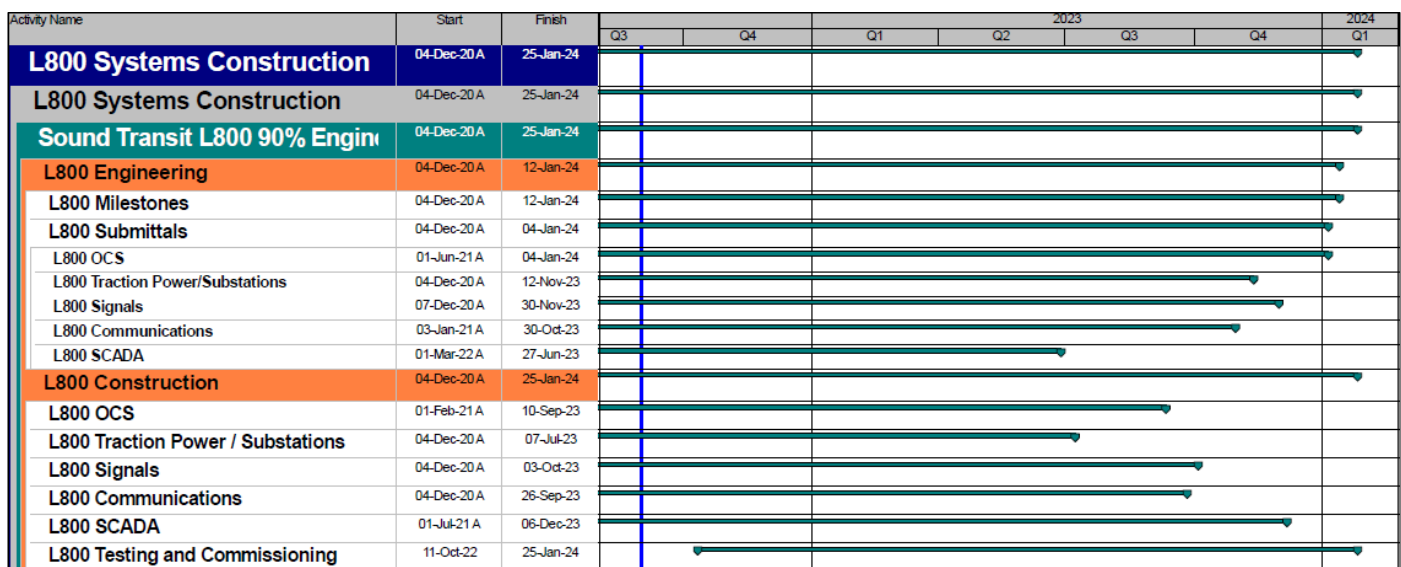 Activity Name Start Finish 2023 2024
Q3 Q4 Q1 Q2 Q3 Q4 Q1
L800 Systems Construction 04-Dec-20 A 25-Jan-24
L800 Systems Construction 04-Dec-20 A 25-Jan-24
Sound Transit L800 90% Engin 04-Dec-20 A 25-Jan-24
L800 Engineering 04-Dec-20 A 12-Jan-24
L800 Milestones 04-Dec-20 A 12-Jan-24
L800 Submittals 04-Dec-20 A 04-Jan-24
L800 OCS 01-Jun-21 A 04-Jan-24
L800 Traction Power/Substations 04-Dec-20 A 12-Nov-23
L800 Signals 07-Dec-20 A 30-Nov-23
L800 Communications 03-Jan-21 A 30-Oct-23
L800 SCADA 01-Mar-22 A 27-Jun-23
L800 Construction 04-Dec-20 A 25-Jan-24
L800 OCS 01-Feb-21 A 10-Sep-23
L800 Traction Power / Substations 04-Dec-20 A 07-Jul-23
L800 Signals 04-Dec-20 A 03-Oct-23
L800 Communications 04-Dec-20 A 26-Sep-23
L800 SCADA 01-Jul-21 A 06-Dec-23
L800 Testing and Commissioning 11-Oct-22 25-Jan-24